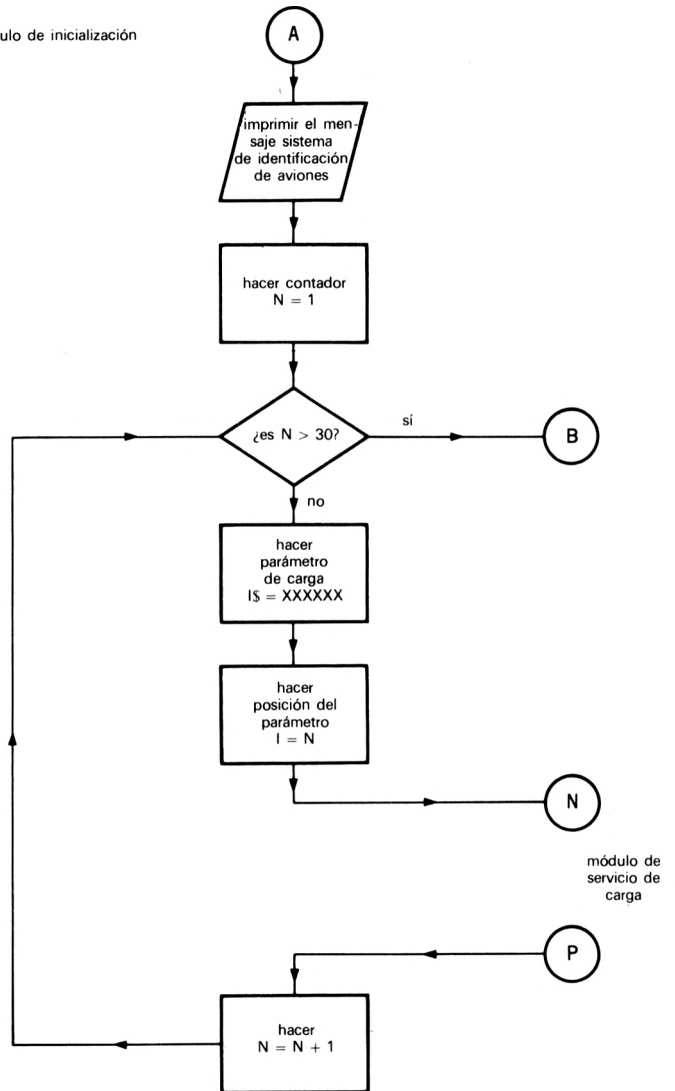 ulo de inicialización
A
imprimir el men-
saje sistema
de identificación
de aviones
hacer contador
N = 1
¿es N > 30?
sí
B
no
hacer
parámetro
de carga
I$ = XXXXXX
hacer
posición del
parámetro
I = N
N
módulo de
servicio de
carga
P
hacer
N = N + 1